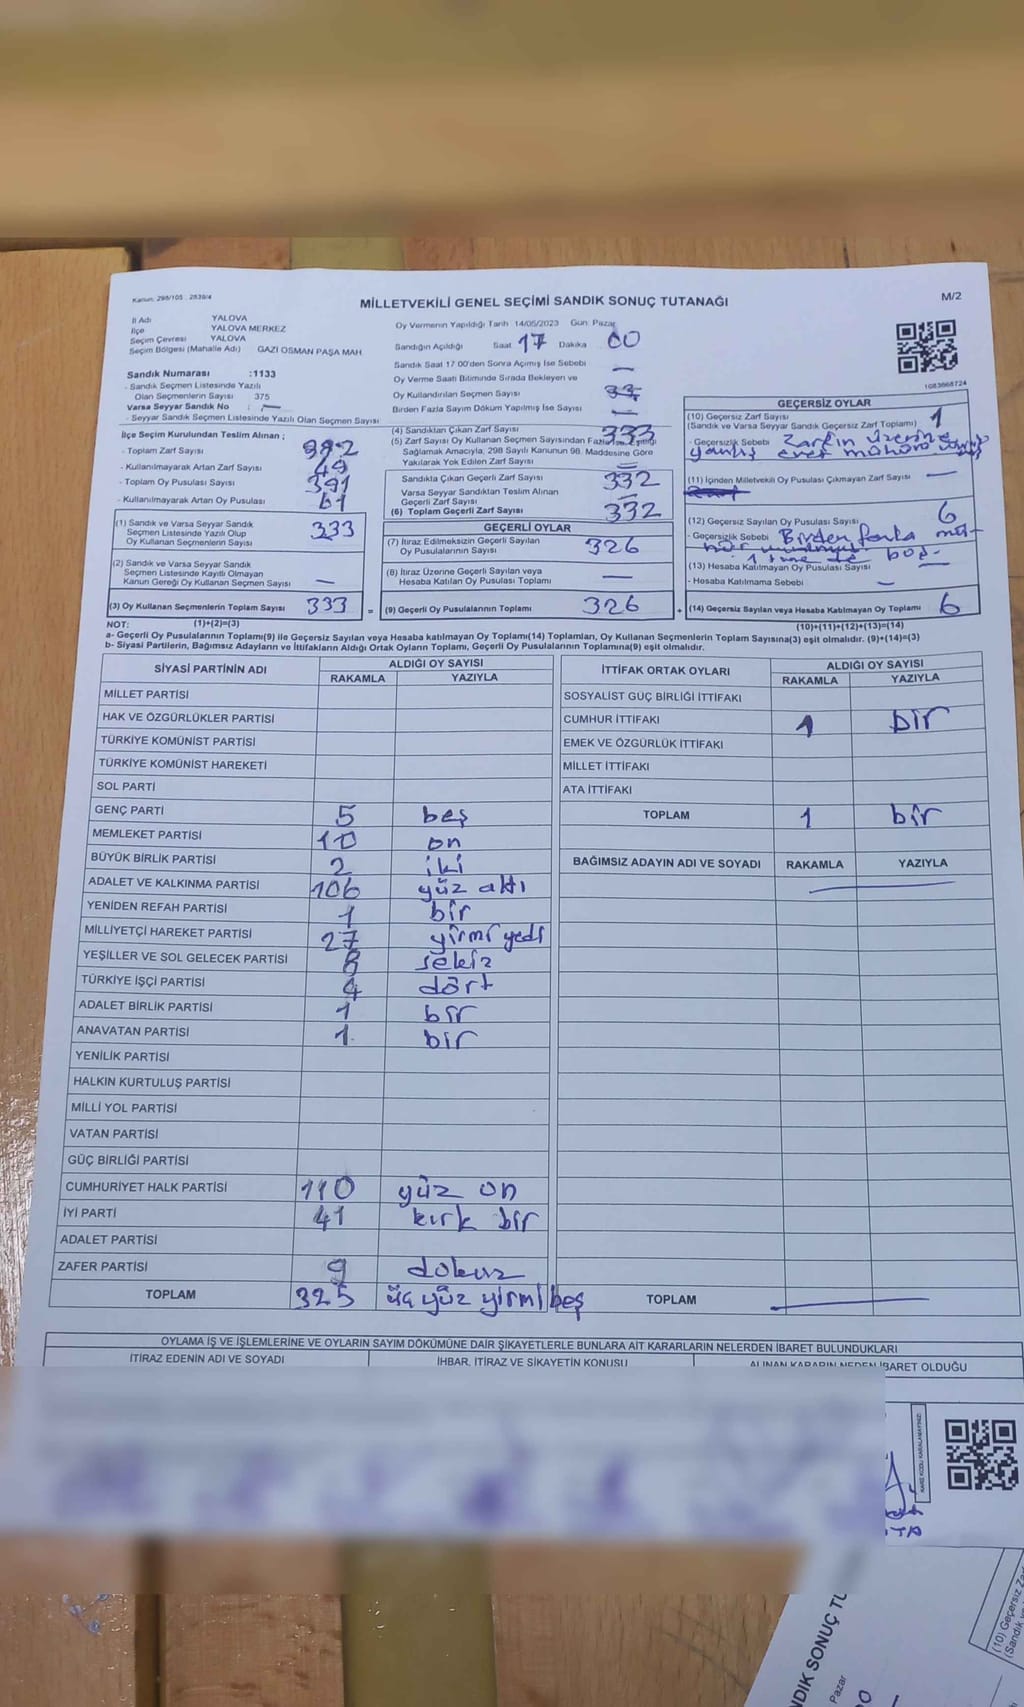 Kanun: 298/105 , 2839/4
MİLLETVEKİLİ GENEL SEÇİMİ SANDIK SONUÇ TUTANAĞI
M/2
İl Adı YALOVA
İlçe YALOVA MERKEZ
Seçim Çevresi YALOVA
Seçim Bölgesi (Mahalle Adı) GAZİ OSMAN PAŞA MAH.
Oy Vermenin Yapıldığı Tarih 14/05/2023 Gün: Pazar
Sandığın Açıldığı Saat 17 Dakika 00
Sandık Saat 17 00'den Sonra Açımış İse Sebebi —
Oy Verme Saati Bitiminde Sırada Bekleyen ve
Oy Kullandırılan Seçmen Sayısı
Birden Fazla Sayım Döküm Yapılmış İse Sayısı —
1083668724
Sandık Numarası :1133
- Sandık Seçmen Listesinde Yazılı
Olan Seçmenlerin Sayısı 375
Varsa Seyyar Sandık No : —
- Seyyar Sandık Seçmen Listesinde Yazılı Olan Seçmen Sayısı
İlçe Seçim Kurulundan Teslim Alınan ;
- Toplam Zarf Sayısı 382
- Kullanılmayarak Artan Zarf Sayısı 49
- Toplam Oy Pusulası Sayısı 391
- Kullanılmayarak Artan Oy Pusulası 61
(1) Sandık ve Varsa Seyyar Sandık
Seçmen Listesinde Yazılı Olup
Oy Kullanan Seçmenlerin Sayısı 333
(2) Sandık ve Varsa Seyyar Sandık
Seçmen Listesinde Kayıtlı Olmayan
Kanun Gereği Oy Kullanan Seçmen Sayısı —
(3) Oy Kullanan Seçmenlerin Toplam Sayısı 333 =
(4) Sandıktan Çıkan Zarf Sayısı 333
(5) Zarf Sayısı Oy Kullanan Seçmen Sayısından Fazla İse Eşitliği
Sağlamak Amacıyla, 298 Sayılı Kanunun 98. Maddesine Göre
Yakılarak Yok Edilen Zarf Sayısı —
Sandıkta Çıkan Geçerli Zarf Sayısı 332
Varsa Seyyar Sandıktan Teslim Alınan
Geçerli Zarf Sayısı —
(6) Toplam Geçerli Zarf Sayısı 332
GEÇERLİ OYLAR
(7) İtiraz Edilmeksizin Geçerli Sayılan
Oy Pusulalarının Sayısı 326
(8) İtiraz Üzerine Geçerli Sayılan veya
Hesaba Katılan Oy Pusulası Toplamı —
(9) Geçerli Oy Pusulalarının Toplamı 326 +
GEÇERSİZ OYLAR
(10) Geçersiz Zarf Sayısı 1
(Sandık ve Varsa Seyyar Sandık Geçersiz Zarf Toplamı)
- Geçersizlik Sebebi Zarfın üzerine
yanlış evet mühürü
(11) İçinden Milletvekili Oy Pusulası Çıkmayan Zarf Sayısı —
(12) Geçersiz Sayılan Oy Pusulası Sayısı 6
- Geçersizlik Sebebi Birden fazla müh-
1 tane de boş-
(13) Hesaba Katılmayan Oy Pusulası Sayısı —
- Hesaba Katılmama Sebebi —
(14) Geçersiz Sayılan veya Hesaba Katılmayan Oy Toplamı 6
NOT: (1)+(2)=(3)
(10)+(11)+(12)+(13)=(14)
a- Geçerli Oy Pusulalarının Toplamı(9) ile Geçersiz Sayılan veya Hesaba katılmayan Oy Toplamı(14) Toplamları, Oy Kullanan Seçmenlerin Toplam Sayısına(3) eşit olmalıdır. (9)+(14)=(3)
b- Siyasi Partilerin, Bağımsız Adayların ve İttifakların Aldığı Ortak Oyların Toplamı, Geçerli Oy Pusulalarının Toplamına(9) eşit olmalıdır.
SİYASİ PARTİNİN ADI ALDIĞI OY SAYISI
RAKAMLA YAZIYLA
MİLLET PARTİSİ
HAK VE ÖZGÜRLÜKLER PARTİSİ
TÜRKİYE KOMÜNİST PARTİSİ
TÜRKİYE KOMÜNİST HAREKETİ
SOL PARTİ
GENÇ PARTİ 5 beş
MEMLEKET PARTİSİ 10 on
BÜYÜK BİRLİK PARTİSİ 2 iki
ADALET VE KALKINMA PARTİSİ 106 yüz altı
YENİDEN REFAH PARTİSİ 1 bir
MİLLİYETÇİ HAREKET PARTİSİ 27 yirmi yedi
YEŞİLLER VE SOL GELECEK PARTİSİ 8 sekiz
TÜRKİYE İŞÇİ PARTİSİ 4 dört
ADALET BİRLİK PARTİSİ 1 bir
ANAVATAN PARTİSİ 1 bir
YENİLİK PARTİSİ
HALKIN KURTULUŞ PARTİSİ
MİLLİ YOL PARTİSİ
VATAN PARTİSİ
GÜÇ BİRLİĞİ PARTİSİ
CUMHURİYET HALK PARTİSİ 110 yüz on
İYİ PARTİ 41 kırk bir
ADALET PARTİSİ
ZAFER PARTİSİ 9 dokuz
TOPLAM 325 üç yüz yirmi beş
İTTİFAK ORTAK OYLARI ALDIĞI OY SAYISI
RAKAMLA YAZIYLA
SOSYALİST GÜÇ BİRLİĞİ İTTİFAKI
CUMHUR İTTİFAKI 1 bir
EMEK VE ÖZGÜRLÜK İTTİFAKI
MİLLET İTTİFAKI
ATA İTTİFAKI
TOPLAM 1 bir
BAĞIMSIZ ADAYIN ADI VE SOYADI RAKAMLA YAZIYLA
TOPLAM
OYLAMA İŞ VE İŞLEMLERİNE VE OYLARIN SAYIM DÖKÜMÜNE DAİR ŞİKAYETLERLE BUNLARA AİT KARARLARIN NELERDEN İBARET BULUNDUKLARI
İTİRAZ EDENİN ADI VE SOYADI İHBAR, İTİRAZ VE ŞİKAYETİN KONUSU ALINAN KARARIN NEDEN İBARET OLDUĞU
KARE KODU KARALAMAYINIZ!
DIK SONUÇ TU
Pazar
(10) Geçersiz Za
(Sandık ve